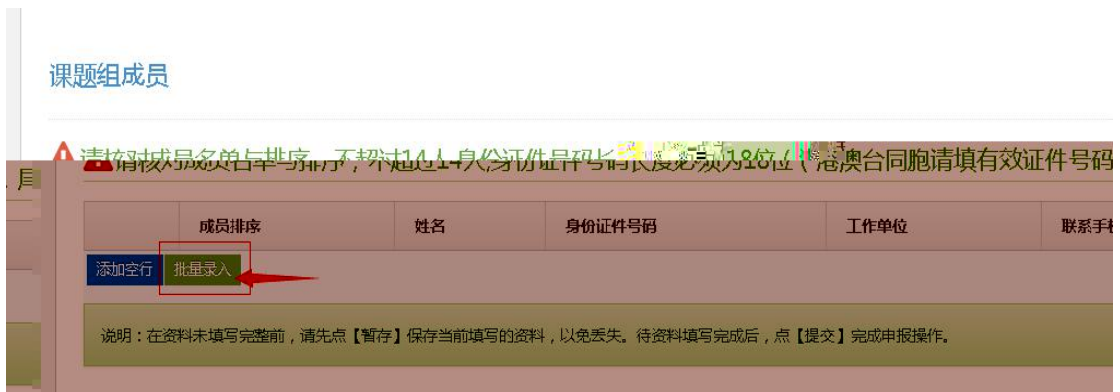 课题组成员
请核对成员名单与排序，不超过14人,身份证件号码长度必须为18位（港澳台同胞请填有效证件号码
成员排序 姓名 身份证件号码 工作单位 联系手机
添加空行 批量录入
说明：在资料未填写完整前，请先点【暂存】保存当前填写的资料，以免丢失。待资料填写完成后，点【提交】完成申报操作。